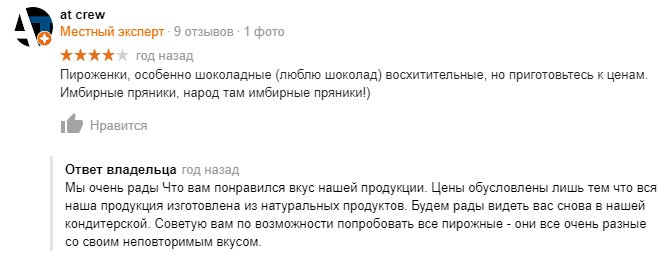 at crew
Местный эксперт · 9 отзывов · 1 фото
год назад
Пироженки, особенно шоколадные (люблю шоколад) восхитительные, но приготовьтесь к ценам.
Имбирные пряники, народ там имбирные пряники!)
Нравится
Ответ владельца год назад
Мы очень рады Что вам понравился вкус нашей продукции. Цены обусловлены лишь тем что вся
наша продукция изготовлена из натуральных продуктов. Будем рады видеть вас снова в нашей
кондитерской. Советую вам по возможности попробовать все пирожные - они все очень разные
со своим неповторимым вкусом.